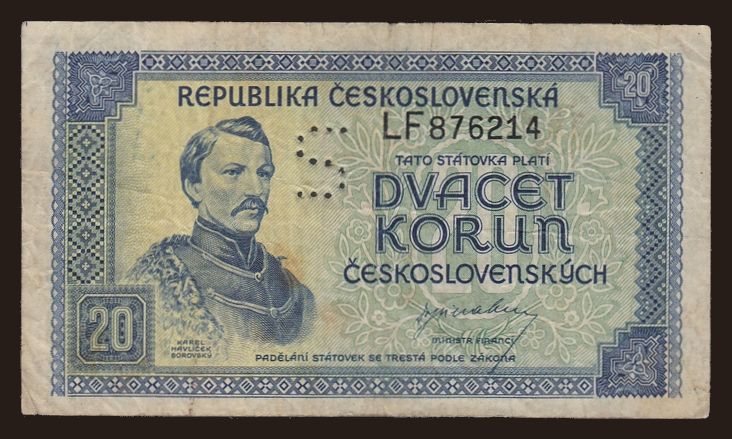 20
REPUBLIKA ČESKOSLOVENSKÁ
S
LF 876214
TATO STÁTOVKA PLATÍ
DVACET
KORUN
ČESKOSLOVENSKÝCH
20
KAREL
HAVLÍČEK
BOROVSKÝ
MINISTR FINANCÍ
PADĚLÁNÍ STÁTOVEK SE TRESTÁ PODLE ZÁKONA
20